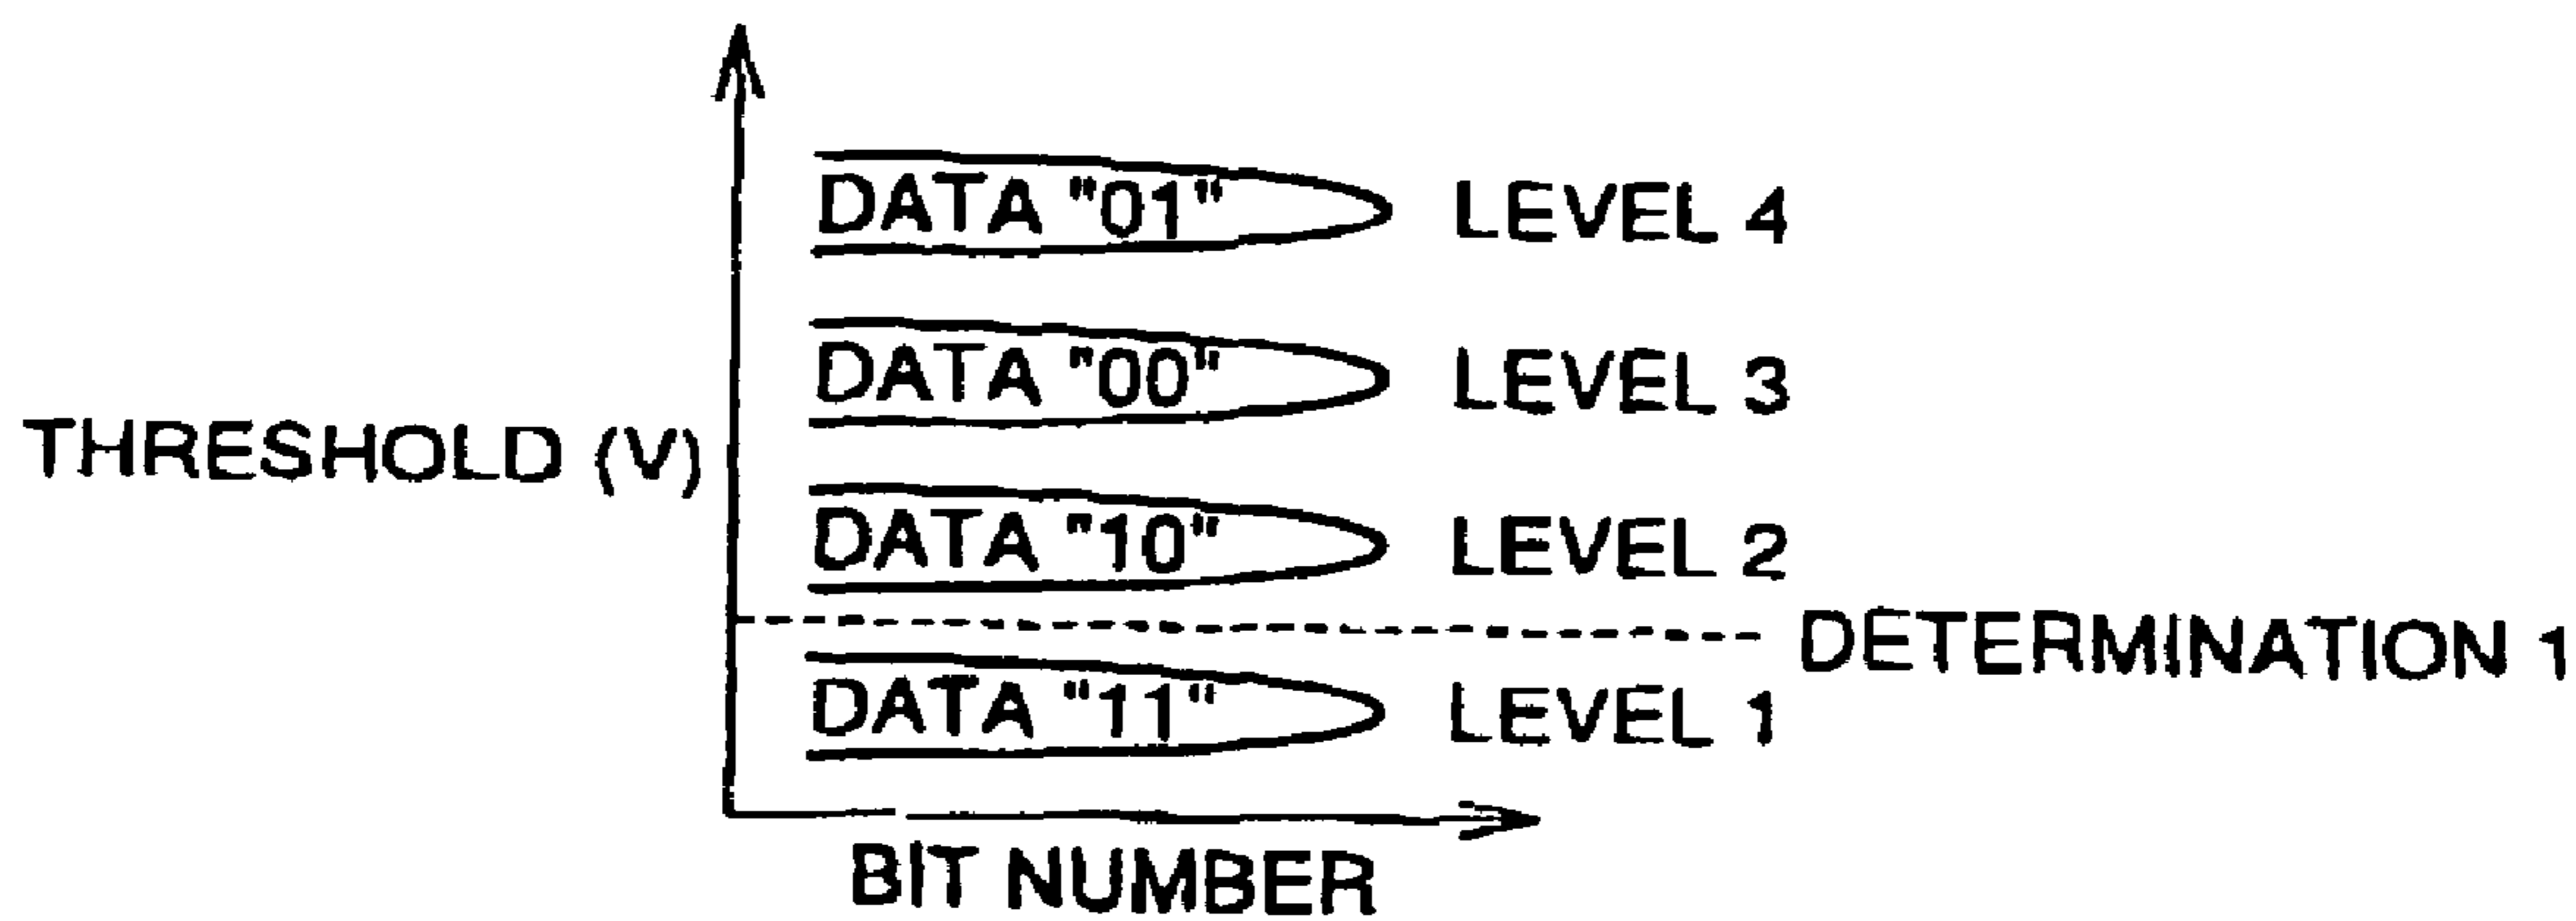 DATA "01" LEVEL 4
DATA "00" LEVEL 3
THRESHOLD (V)
DATA "10" LEVEL 2
DETERMINATION 1
DATA "11" LEVEL 1
BIT NUMBER